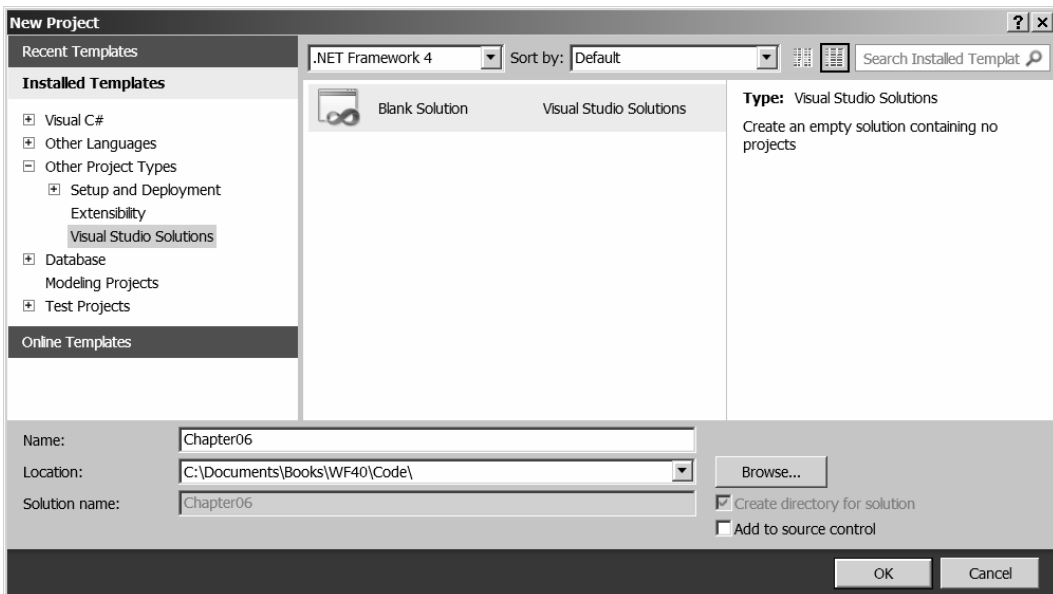 New Project
Recent Templates
Installed Templates
Visual C#
Other Languages
Other Project Types
Setup and Deployment
Extensibility
Visual Studio Solutions
Database
Modeling Projects
Test Projects
Online Templates
.NET Framework 4 Sort by: Default Search Installed Templat
Blank Solution Visual Studio Solutions
Type: Visual Studio Solutions
Create an empty solution containing no
projects
Name: Chapter06
Location: C:\Documents\Books\WF40\Code\ Browse...
Solution name: Chapter06 Create directory for solution
Add to source control
OK Cancel